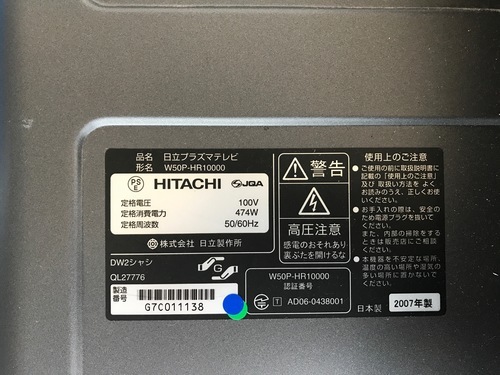 品名 日立プラズマテレビ
形名 W50P-HR10000
PSE HITACHI JQA
定格電圧 100V
定格消費電力 474W
定格周波数 50/60Hz
株式会社 日立製作所
DW2シャシ
QL27776
G
製造番号 G7C011138
警告
高圧注意
感電のおそれあり
裏ぶたを開けるな
W50P-HR10000
認証番号
T AD06-0438001
使用上のご注意
●ご使用の前に取扱説明書に
記載の「使用上のご注意」
及び 取扱い方法を よく
お読みのうえ、正しくお使
いください。
●お手入れの際は、安全の
ため電源プラグを抜いて
ください。
また、内部の掃除をする
ときは販売店にご相談
ください。
●本機器を不安定な場所、
温度の高い場所や湿気の
多い場所に置かないで
ください。
日本製 2007年製